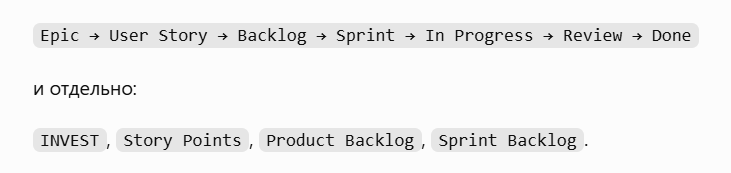 Epic → User Story → Backlog → Sprint → In Progress → Review → Done
и отдельно:
INVEST, Story Points, Product Backlog, Sprint Backlog.